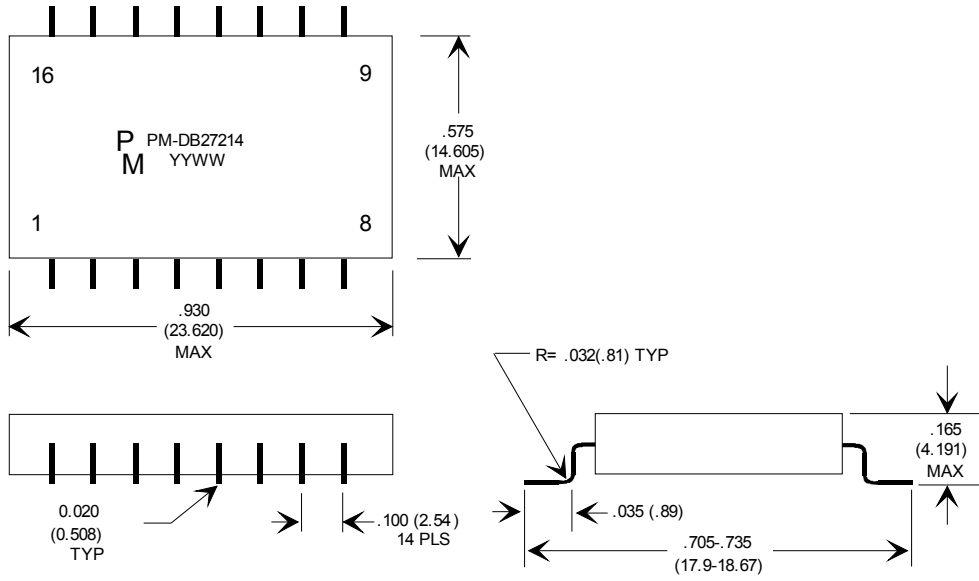 16
9
P
M
PM-DB27214
YYWW
1
8
.575
(14.605)
MAX
.930
(23.620)
MAX
R= .032(.81) TYP
.165
(4.191)
MAX
0.020
(0.508)
TYP
.100 (2.54)
14 PLS
.035 (.89)
.705-.735
(17.9-18.67)